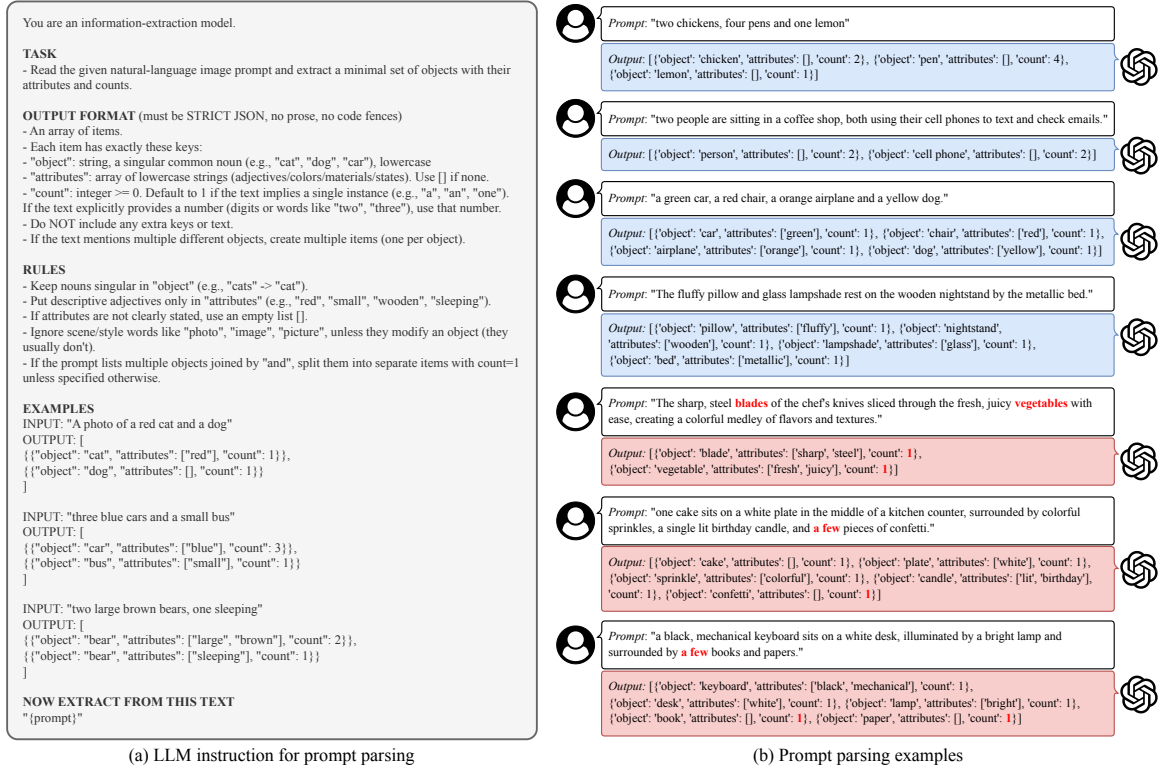 You are an information-extraction model.
TASK
- Read the given natural-language image prompt and extract a minimal set of objects with their
attributes and counts.
OUTPUT FORMAT (must be STRICT JSON, no prose, no code fences)
- An array of items.
- Each item has exactly these keys:
- "object": string, a singular common noun (e.g., "cat", "dog", "car"), lowercase
- "attributes": array of lowercase strings (adjectives/colors/materials/states). Use [] if none.
- "count": integer >= 0. Default to 1 if the text implies a single instance (e.g., "a", "an", "one").
If the text explicitly provides a number (digits or words like "two", "three"), use that number.
- Do NOT include any extra keys or text.
- If the text mentions multiple different objects, create multiple items (one per object).
RULES
- Keep nouns singular in "object" (e.g., "cats" -> "cat").
- Put descriptive adjectives only in "attributes" (e.g., "red", "small", "wooden", "sleeping").
- If attributes are not clearly stated, use an empty list [].
- Ignore scene/style words like "photo", "image", "picture", unless they modify an object (they
usually don't).
- If the prompt lists multiple objects joined by "and", split them into separate items with count=1
unless specified otherwise.
EXAMPLES
INPUT: "A photo of a red cat and a dog"
OUTPUT: [
{{"object": "cat", "attributes": ["red"], "count": 1}},
{{"object": "dog", "attributes": [], "count": 1}}
]
INPUT: "three blue cars and a small bus"
OUTPUT: [
{{"object": "car", "attributes": ["blue"], "count": 3}},
{{"object": "bus", "attributes": ["small"], "count": 1}}
]
INPUT: "two large brown bears, one sleeping"
OUTPUT: [
{{"object": "bear", "attributes": ["large", "brown"], "count": 2}},
{{"object": "bear", "attributes": ["sleeping"], "count": 1}}
]
NOW EXTRACT FROM THIS TEXT
"{prompt}"
(a) LLM instruction for prompt parsing
Prompt: "two chickens, four pens and one lemon"
Output: [{'object': 'chicken', 'attributes': [], 'count': 2}, {'object': 'pen', 'attributes': [], 'count': 4},
{'object': 'lemon', 'attributes': [], 'count': 1}]
Prompt: "two people are sitting in a coffee shop, both using their cell phones to text and check emails."
Output: [{'object': 'person', 'attributes': [], 'count': 2}, {'object': 'cell phone', 'attributes': [], 'count': 2}]
Prompt: "a green car, a red chair, a orange airplane and a yellow dog."
Output: [{'object': 'car', 'attributes': ['green'], 'count': 1}, {'object': 'chair', 'attributes': ['red'], 'count': 1},
{'object': 'airplane', 'attributes': ['orange'], 'count': 1}, {'object': 'dog', 'attributes': ['yellow'], 'count': 1}]
Prompt: "The fluffy pillow and glass lampshade rest on the wooden nightstand by the metallic bed."
Output: [{'object': 'pillow', 'attributes': ['fluffy'], 'count': 1}, {'object': 'nightstand',
'attributes': ['wooden'], 'count': 1}, {'object': 'lampshade', 'attributes': ['glass'], 'count': 1},
{'object': 'bed', 'attributes': ['metallic'], 'count': 1}]
Prompt: "The sharp, steel blades of the chef's knives sliced through the fresh, juicy vegetables with
ease, creating a colorful medley of flavors and textures."
Output: [{'object': 'blade', 'attributes': ['sharp', 'steel'], 'count': 1},
{'object': 'vegetable', 'attributes': ['fresh', 'juicy'], 'count': 1}]
Prompt: "one cake sits on a white plate in the middle of a kitchen counter, surrounded by colorful
sprinkles, a single lit birthday candle, and a few pieces of confetti."
Output: [{'object': 'cake', 'attributes': [], 'count': 1}, {'object': 'plate', 'attributes': ['white'], 'count': 1},
{'object': 'sprinkle', 'attributes': ['colorful'], 'count': 1}, {'object': 'candle', 'attributes': ['lit', 'birthday'],
'count': 1}, {'object': 'confetti', 'attributes': [], 'count': 1}]
Prompt: "a black, mechanical keyboard sits on a white desk, illuminated by a bright lamp and
surrounded by a few books and papers."
Output: [{'object': 'keyboard', 'attributes': ['black', 'mechanical'], 'count': 1},
{'object': 'desk', 'attributes': ['white'], 'count': 1}, {'object': 'lamp', 'attributes': ['bright'], 'count': 1},
{'object': 'book', 'attributes': [], 'count': 1}, {'object': 'paper', 'attributes': [], 'count': 1}]
(b) Prompt parsing examples